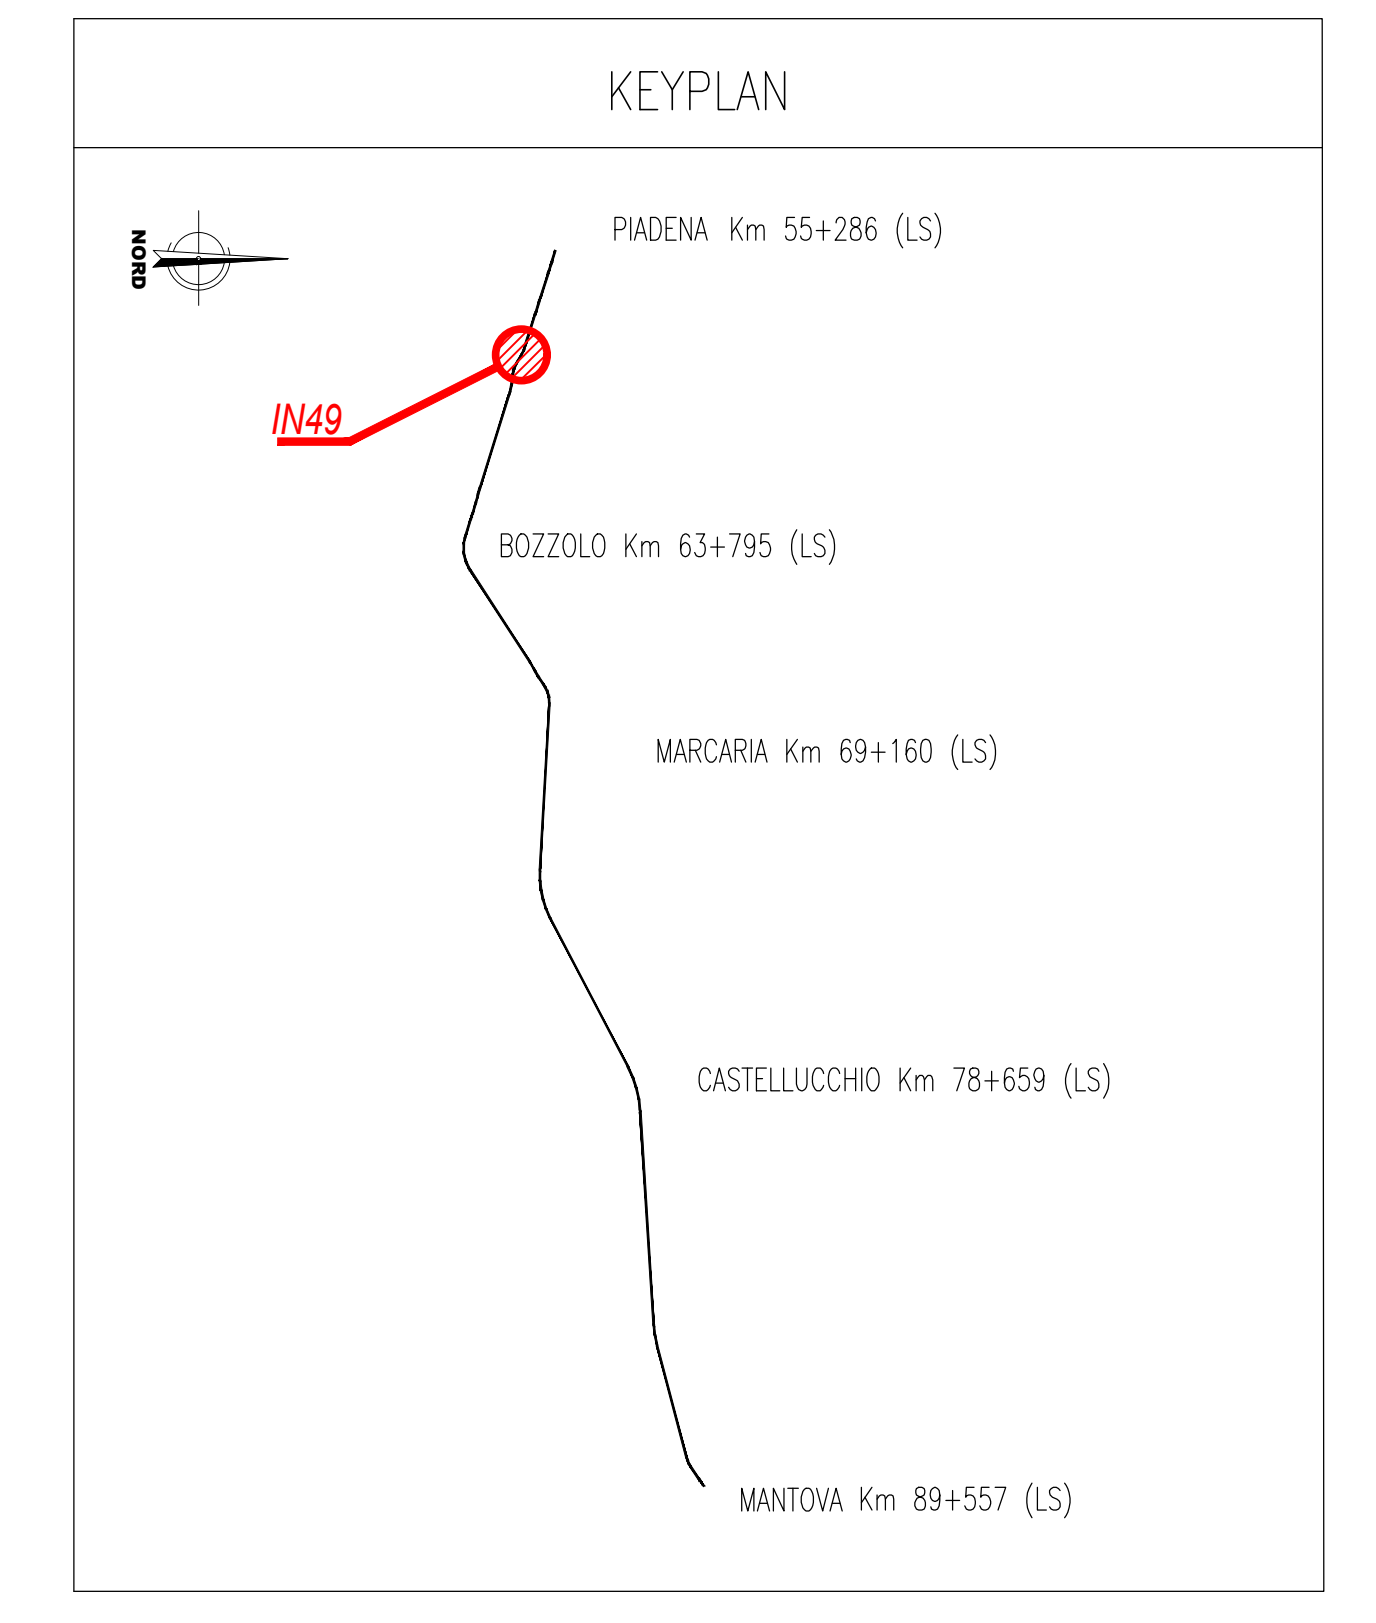 KEYPLAN
PIADENA Km 55+286 (LS)
NORD
IN49
BOZZOLO Km 63+795 (LS)
MARCARIA Km 69+160 (LS)
CASTELLUCCHIO Km 78+659 (LS)
MANTOVA Km 89+557 (LS)